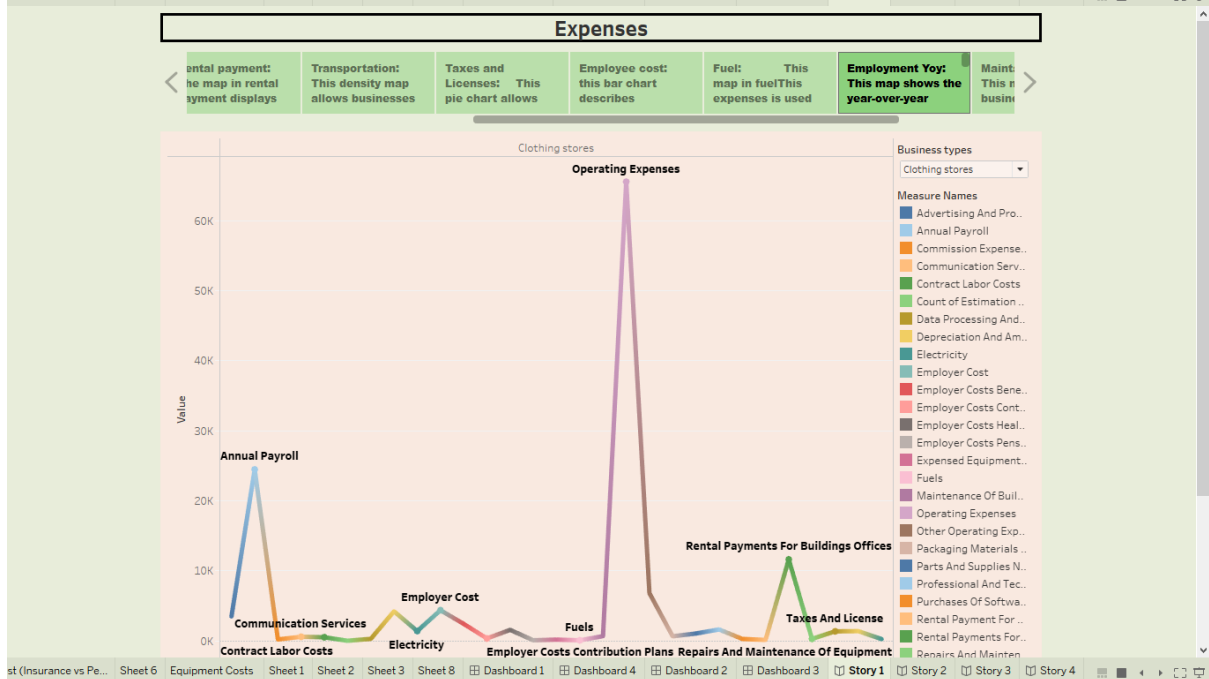 Expenses
ental payment:
he map in rental
ayment displays
Transportation:
This density map
allows businesses
Taxes and
Licenses: This
pie chart allows
Employee cost:
this bar chart
describes
Fuel: This
map in fuelThis
expenses is used
Employment Yoy:
This map shows the
year-over-year
Maint
This
busin
Clothing stores
Operating Expenses
60K
50K
40K
30K
20K
10K
0K
Value
Annual Payroll
Rental Payments For Buildings Offices
Employer Cost
Communication Services
Fuels
Taxes And License
Contract Labor Costs
Electricity
Employer Costs Contribution Plans
Repairs And Maintenance Of Equipment
Business types
Clothing stores
Measure Names
Advertising And Pro..
Annual Payroll
Commission Expense..
Communication Serv..
Contract Labor Costs
Count of Estimation ..
Data Processing And..
Depreciation And Am..
Electricity
Employer Cost
Employer Costs Bene..
Employer Costs Cont..
Employer Costs Heal..
Employer Costs Pens..
Expensed Equipment..
Fuels
Maintenance Of Buil..
Operating Expenses
Other Operating Exp..
Packaging Materials ..
Parts And Supplies N..
Professional And Tec..
Purchases Of Softwa..
Rental Payment For ..
Rental Payments For..
Repairs And Mainten..
st (Insurance vs Pe... Sheet 6 Equipment Costs Sheet 1 Sheet 2 Sheet 3 Sheet 8 Dashboard 1 Dashboard 4 Dashboard 2 Dashboard 3 Story 1 Story 2 Story 3 Story 4